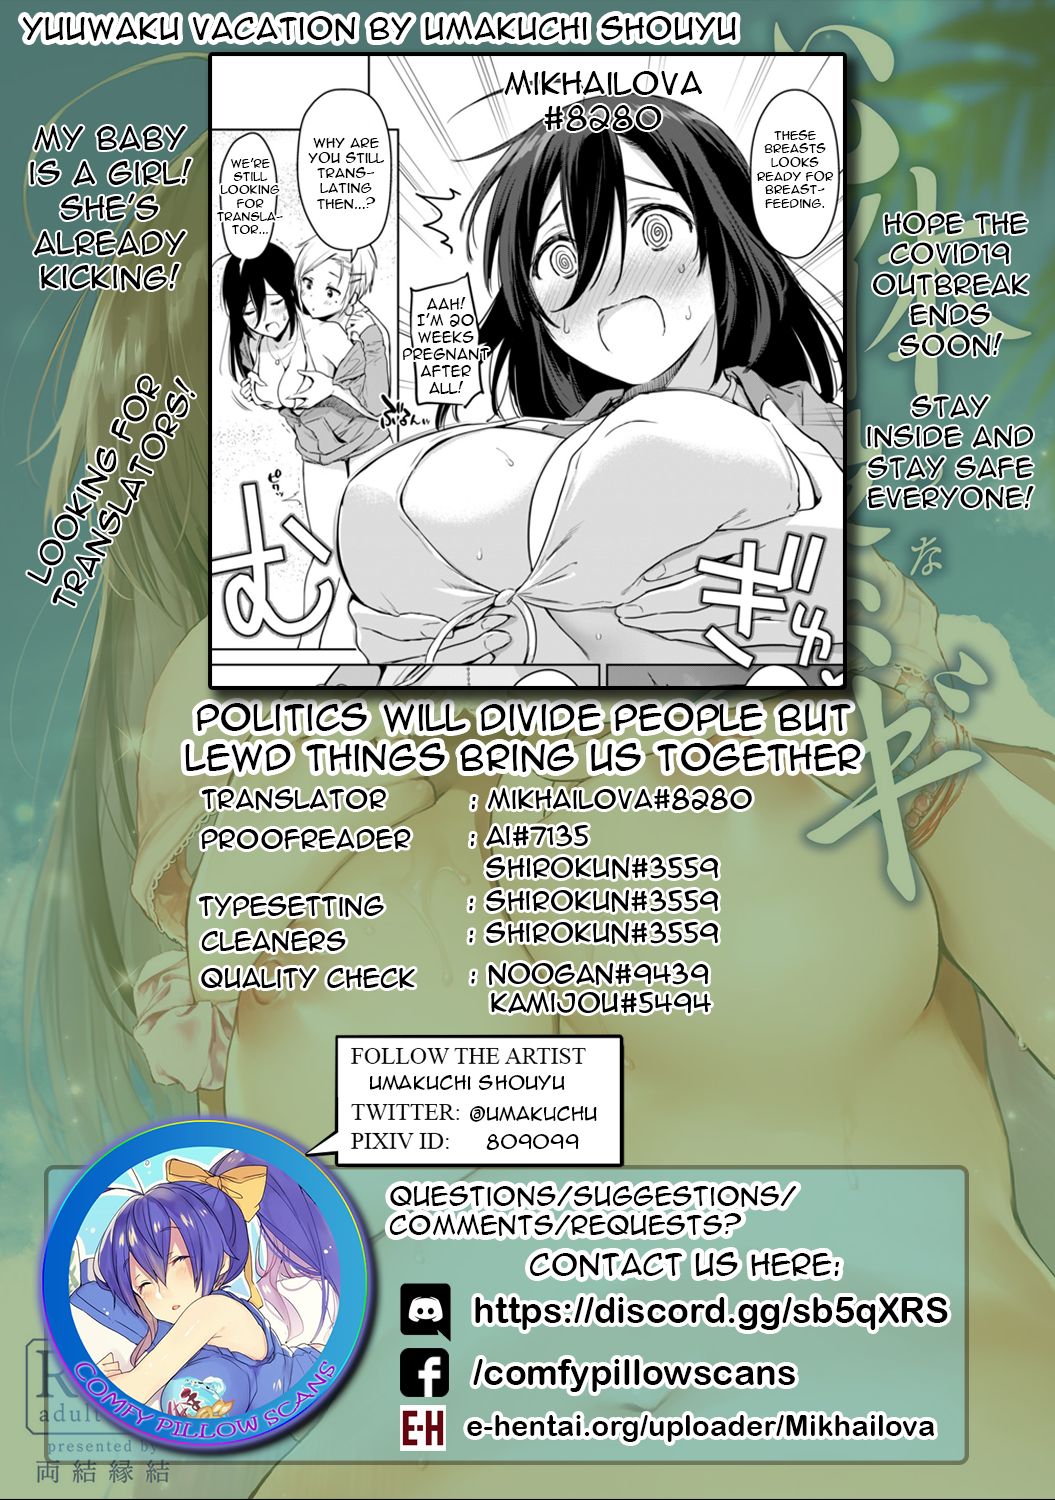 YUUWAKU VACATION BY UMAKUCHI SHOUYU
MIKHAILOVA
#8280
MY BABY
IS A GIRL!
SHE'S
ALREADY
KICKING!
LOOKING FOR
TRANSLATORS!
WE'RE
STILL
LOOKING
FOR
TRANSLA-
TOR...
WHY ARE
YOU STILL
TRANS-
LATING
THEN...?
AAH!
I'M 20
WEEKS
PREGNANT
AFTER
ALL!
THESE
BREASTS
LOOKS
READY FOR
BREAST-
FEEDING.
む
ぎゅ
HOPE THE
COVID19
OUTBREAK
ENDS
SOON!
STAY
INSIDE AND
STAY SAFE
EVERYONE!
POLITICS WILL DIVIDE PEOPLE BUT
LEWD THINGS BRING US TOGETHER
TRANSLATOR : MIKHAILOVA#8280
PROOFREADER : AI#7135
SHIROKUN#3559
TYPESETTING : SHIROKUN#3559
CLEANERS : SHIROKUN#3559
QUALITY CHECK : NOOGAN#9439
KAMIJOU#5494
FOLLOW THE ARTIST
UMAKUCHI SHOUYU
TWITTER: @UMAKUCHU
PIXIV ID: 809099
QUESTIONS/SUGGESTIONS/
COMMENTS/REQUESTS?
CONTACT US HERE:
https://discord.gg/sb5qXRS
/comfypillowscans
E-H e-hentai.org/uploader/Mikhailova
COMFY PILLOW SCANS
adult
presented by
両結縁結